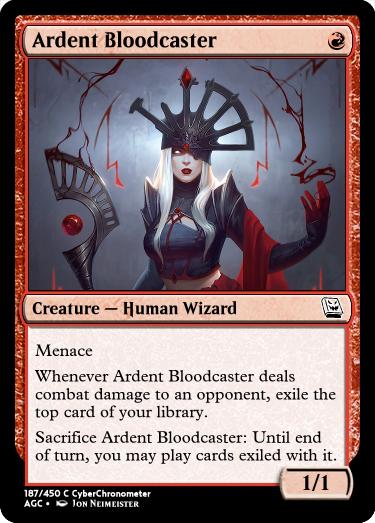 Ardent Bloodcaster
Creature — Human Wizard
Menace
Whenever Ardent Bloodcaster deals
combat damage to an opponent, exile the
top card of your library.
Sacrifice Ardent Bloodcaster: Until end
of turn, you may play cards exiled with it.
1/1
187/450 C CyberChronometer
AGC • Jon Neimeister